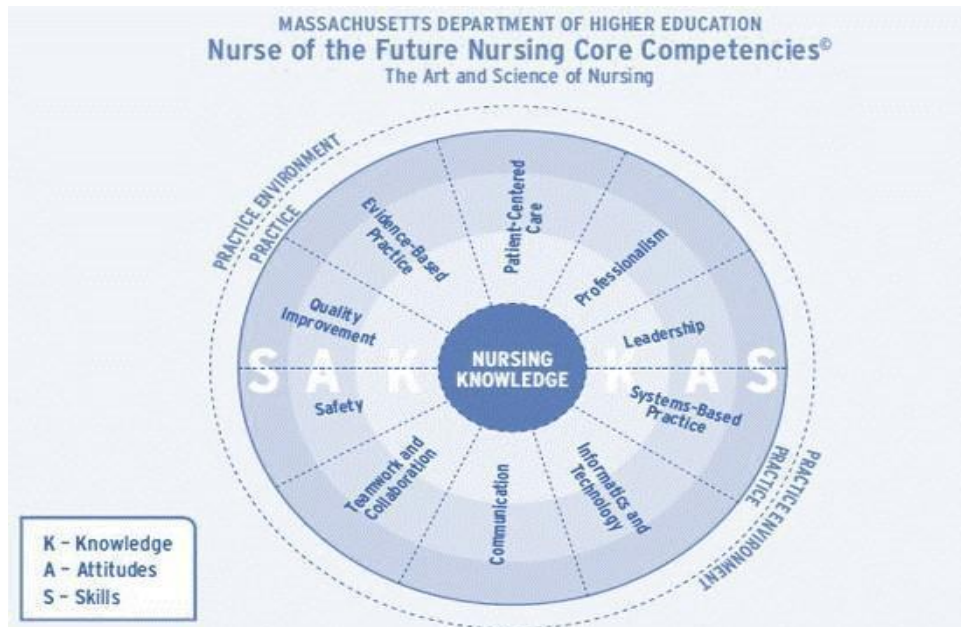 MASSACHUSETTS DEPARTMENT OF HIGHER EDUCATION
Nurse of the Future Nursing Core Competencies©
The Art and Science of Nursing
PRACTICE ENVIRONMENT
PRACTICE
Evidence-Based
Practice
Patient-Centered
Care
Professionalism
Quality
Improvement
Leadership
S A K
NURSING
KNOWLEDGE
K A S
Safety
Systems-Based
Practice
Teamwork and
Collaboration
Communication
Informatics and
Technology
PRACTICE
PRACTICE ENVIRONMENT
K – Knowledge
A – Attitudes
S – Skills